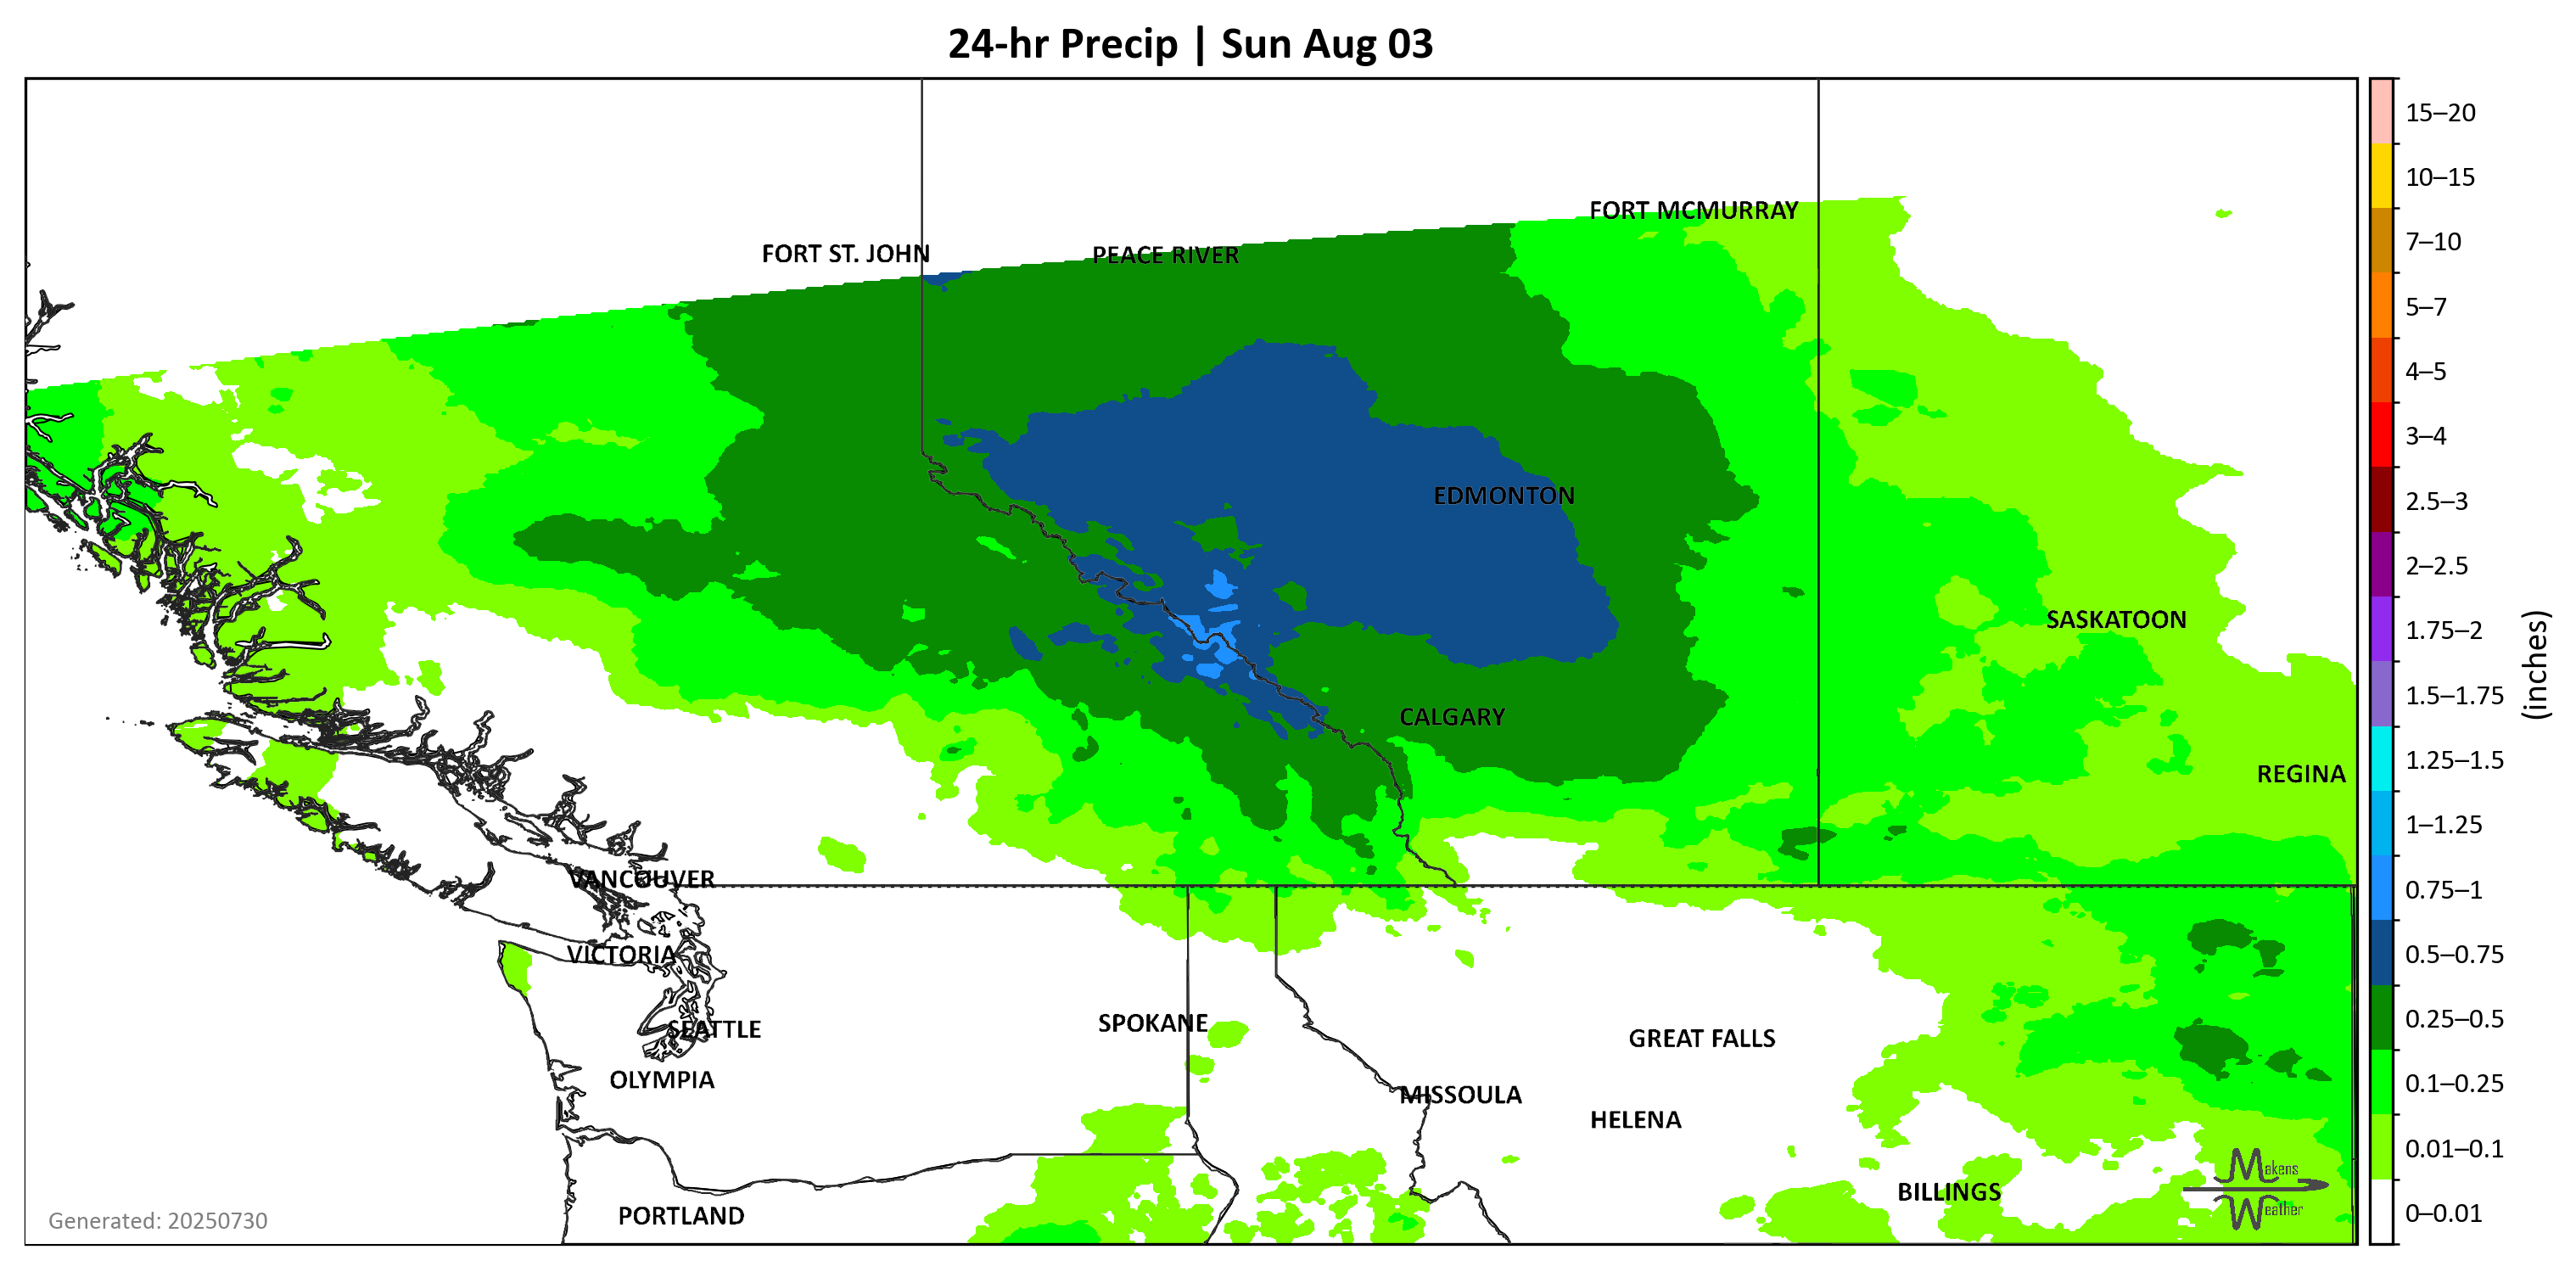 24-hr Precip | Sun Aug 03
15–20
10–15
FORT MCMURRAY
7–10
FORT ST. JOHN
PEACE RIVER
5–7
4–5
3–4
EDMONTON
2.5–3
2–2.5
SASKATOON
1.75–2
(inches)
1.5–1.75
CALGARY
1.25–1.5
REGINA
1–1.25
VANCOUVER
0.75–1
VICTORIA
0.5–0.75
SPOKANE
0.25–0.5
SEATTLE
GREAT FALLS
OLYMPIA
0.1–0.25
MISSOULA
HELENA
0.01–0.1
Makens
BILLINGS
Weather
PORTLAND
0–0.01
Generated: 20250730